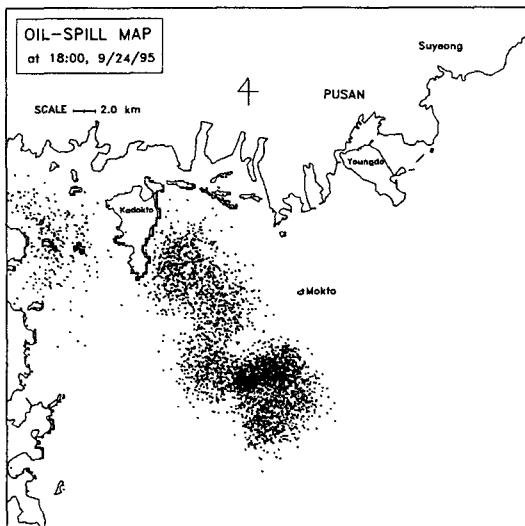 OIL-SPILL MAP
at 18:00, 9/24/95
Suyeong
SCALE 2.0 km
4
PUSAN
Youngdo
Kadokto
Mokto